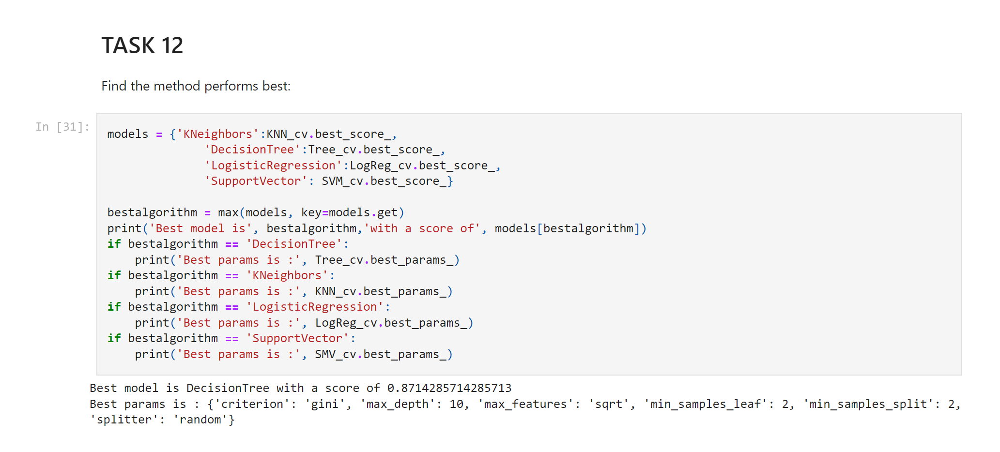 TASK 12
Find the method performs best:
In [31]:
models = {'KNeighbors':KNN_cv.best_score_,
              'DecisionTree':Tree_cv.best_score_,
              'LogisticRegression':LogReg_cv.best_score_,
              'SupportVector': SVM_cv.best_score_}
bestalgorithm = max(models, key=models.get)
print('Best model is', bestalgorithm,'with a score of', models[bestalgorithm])
if bestalgorithm == 'DecisionTree':
    print('Best params is :', Tree_cv.best_params_)
if bestalgorithm == 'KNeighbors':
    print('Best params is :', KNN_cv.best_params_)
if bestalgorithm == 'LogisticRegression':
    print('Best params is :', LogReg_cv.best_params_)
if bestalgorithm == 'SupportVector':
    print('Best params is :', SMV_cv.best_params_)
Best model is DecisionTree with a score of 0.8714285714285713
Best params is : {'criterion': 'gini', 'max_depth': 10, 'max_features': 'sqrt', 'min_samples_leaf': 2, 'min_samples_split': 2,
'splitter': 'random'}